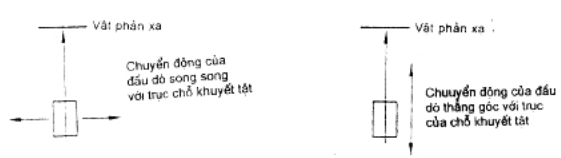 Vật phản xạ
Chuyển động của
đầu dò song song
với trục chỗ khuyết tật
Vật phản xạ
Chuuyển động của đầu
dò thẳng góc với trục
của chỗ khuyết tật